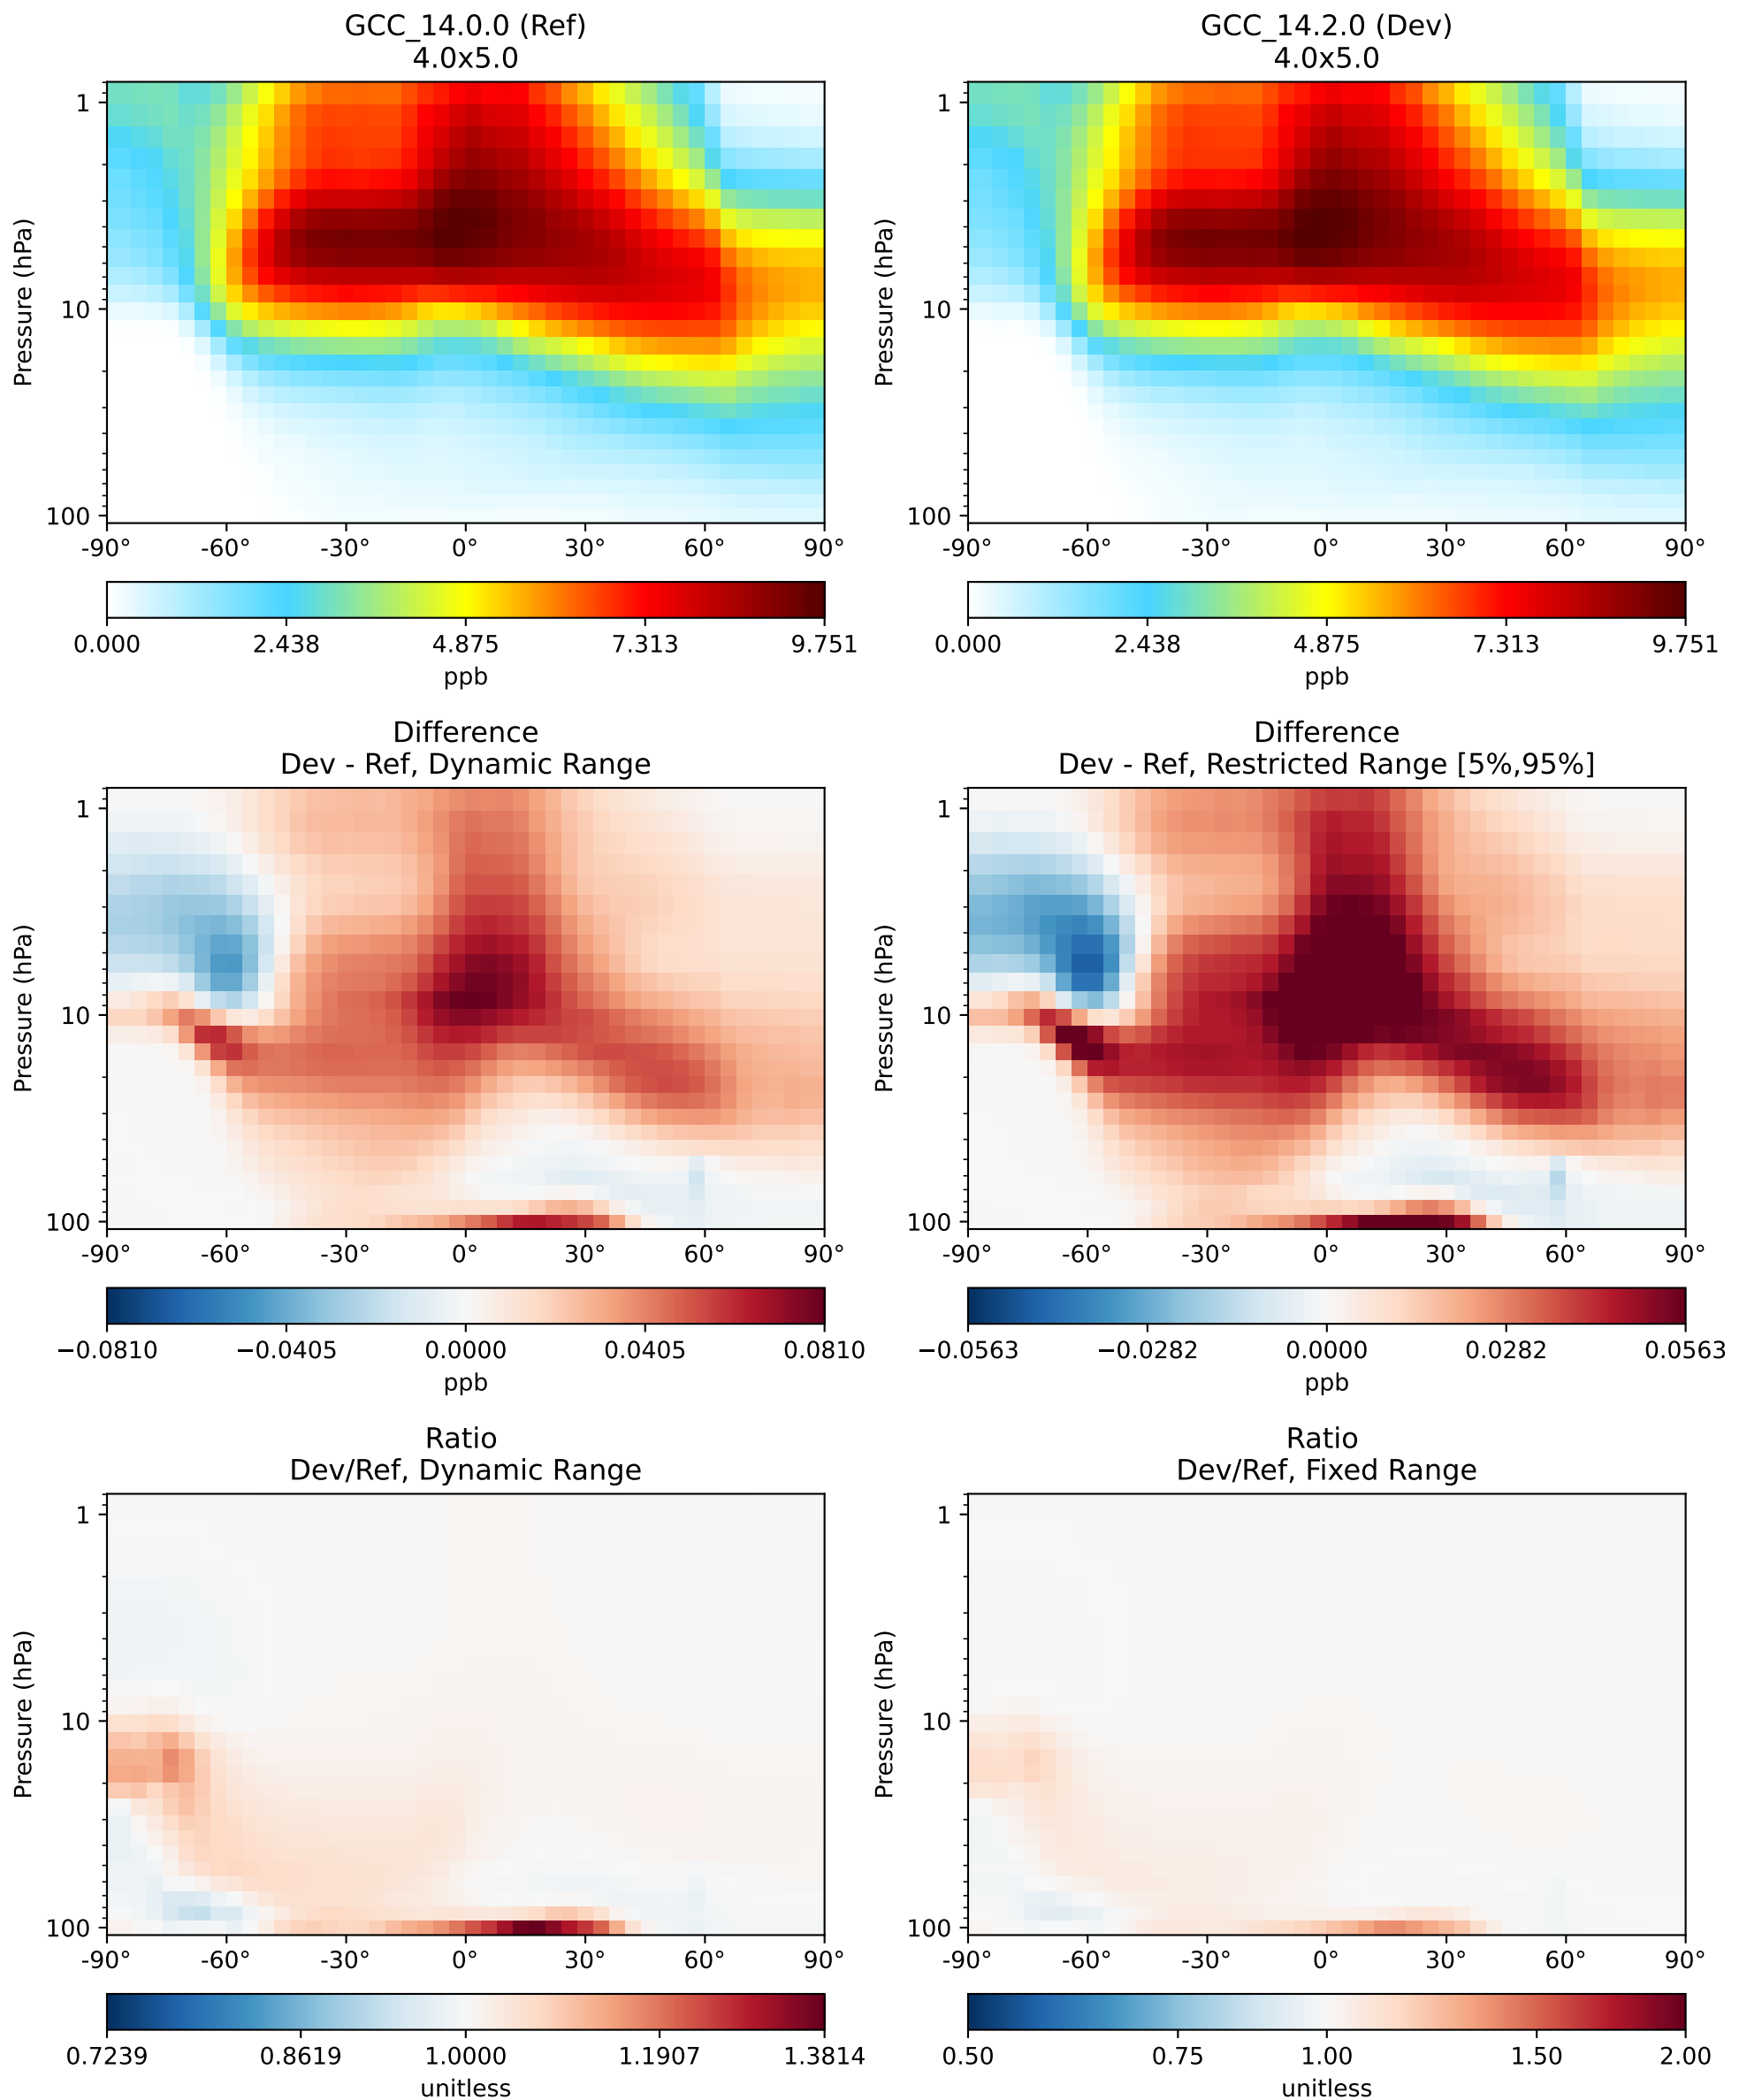 GCC_14.0.0 (Ref)
4.0x5.0
Pressure (hPa)
1
10
100
-90° -60° -30° 0° 30° 60° 90°
0.000 2.438 4.875 7.313 9.751
ppb
GCC_14.2.0 (Dev)
4.0x5.0
Pressure (hPa)
1
10
100
-90° -60° -30° 0° 30° 60° 90°
0.000 2.438 4.875 7.313 9.751
ppb
Difference
Dev - Ref, Dynamic Range
Pressure (hPa)
1
10
100
-90° -60° -30° 0° 30° 60° 90°
−0.0810 −0.0405 0.0000 0.0405 0.0810
ppb
Difference
Dev - Ref, Restricted Range [5%,95%]
Pressure (hPa)
1
10
100
-90° -60° -30° 0° 30° 60° 90°
−0.0563 −0.0282 0.0000 0.0282 0.0563
ppb
Ratio
Dev/Ref, Dynamic Range
Pressure (hPa)
1
10
100
-90° -60° -30° 0° 30° 60° 90°
0.7239 0.8619 1.0000 1.1907 1.3814
unitless
Ratio
Dev/Ref, Fixed Range
Pressure (hPa)
1
10
100
-90° -60° -30° 0° 30° 60° 90°
0.50 0.75 1.00 1.50 2.00
unitless